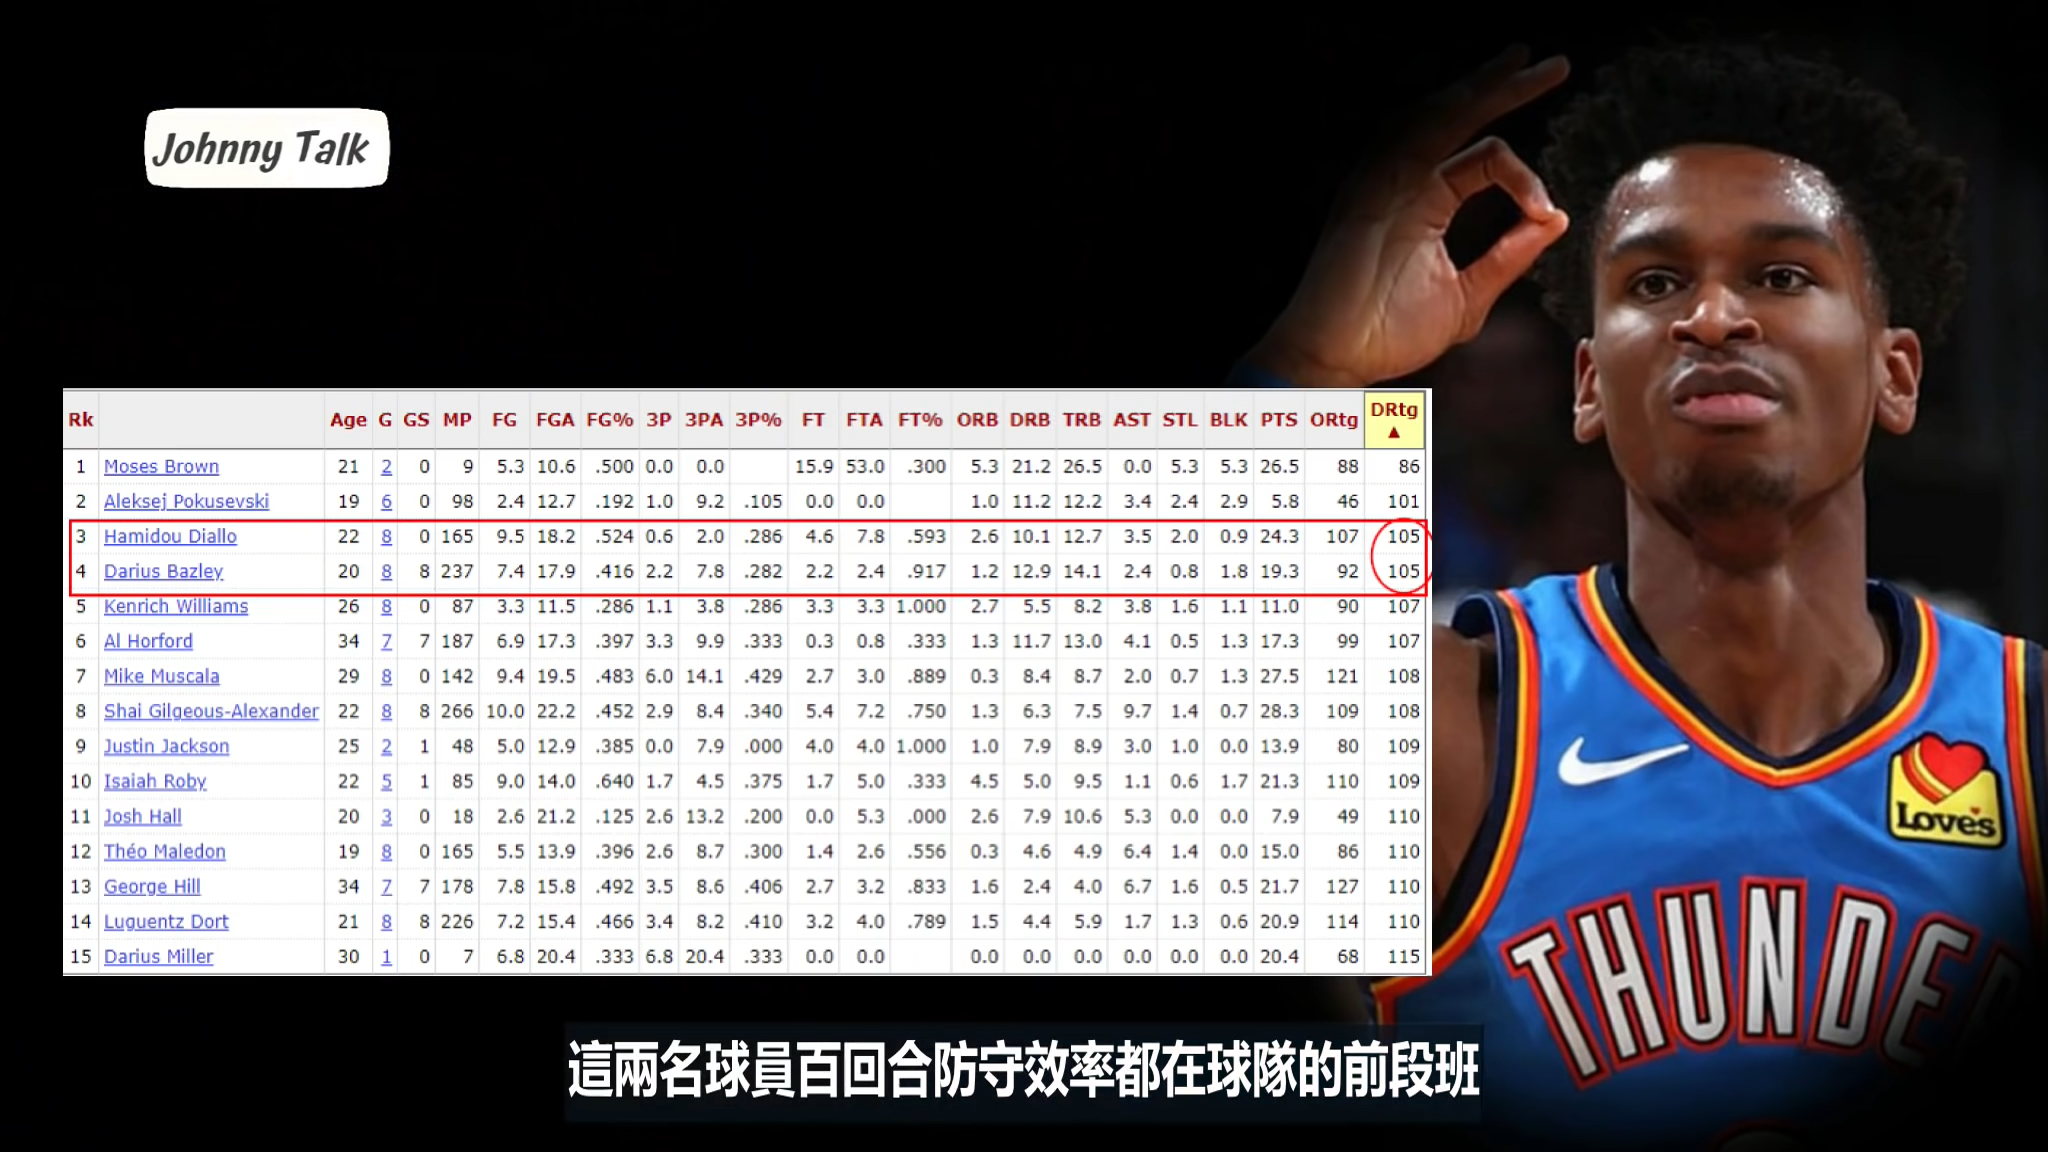 Johnny Talk
Rk Age G GS MP FG FGA FG% 3P 3PA 3P% FT FTA FT% ORB DRB TRB AST STL BLK PTS ORtg DRtg ▲
1 Moses Brown 21 2 0 9 5.3 10.6 .500 0.0 0.0 15.9 53.0 .300 5.3 21.2 26.5 0.0 5.3 5.3 26.5 88 86
2 Aleksej Pokusevski 19 6 0 98 2.4 12.7 .192 1.0 9.2 .105 0.0 0.0 1.0 11.2 12.2 3.4 2.4 2.9 5.8 46 101
3 Hamidou Diallo 22 8 0 165 9.5 18.2 .524 0.6 2.0 .286 4.6 7.8 .593 2.6 10.1 12.7 3.5 2.0 0.9 24.3 107 105
4 Darius Bazley 20 8 8 237 7.4 17.9 .416 2.2 7.8 .282 2.2 2.4 .917 1.2 12.9 14.1 2.4 0.8 1.8 19.3 92 105
5 Kenrich Williams 26 8 0 87 3.3 11.5 .286 1.1 3.8 .286 3.3 3.3 1.000 2.7 5.5 8.2 3.8 1.6 1.1 11.0 90 107
6 Al Horford 34 7 7 187 6.9 17.3 .397 3.3 9.9 .333 0.3 0.8 .333 1.3 11.7 13.0 4.1 0.5 1.3 17.3 99 107
7 Mike Muscala 29 8 0 142 9.4 19.5 .483 6.0 14.1 .429 2.7 3.0 .889 0.3 8.4 8.7 2.0 0.7 1.3 27.5 121 108
8 Shai Gilgeous-Alexander 22 8 8 266 10.0 22.2 .452 2.9 8.4 .340 5.4 7.2 .750 1.3 6.3 7.5 9.7 1.4 0.7 28.3 109 108
9 Justin Jackson 25 2 1 48 5.0 12.9 .385 0.0 7.9 .000 4.0 4.0 1.000 1.0 7.9 8.9 3.0 1.0 0.0 13.9 80 109
10 Isaiah Roby 22 5 1 85 9.0 14.0 .640 1.7 4.5 .375 1.7 5.0 .333 4.5 5.0 9.5 1.1 0.6 1.7 21.3 110 109
11 Josh Hall 20 3 0 18 2.6 21.2 .125 2.6 13.2 .200 0.0 5.3 .000 2.6 7.9 10.6 5.3 0.0 0.0 7.9 49 110
12 Théo Maledon 19 8 0 165 5.5 13.9 .396 2.6 8.7 .300 1.4 2.6 .556 0.3 4.6 4.9 6.4 1.4 0.0 15.0 86 110
13 George Hill 34 7 7 178 7.8 15.8 .492 3.5 8.6 .406 2.7 3.2 .833 1.6 2.4 4.0 6.7 1.6 0.5 21.7 127 110
14 Luguentz Dort 21 8 8 226 7.2 15.4 .466 3.4 8.2 .410 3.2 4.0 .789 1.5 4.4 5.9 1.7 1.3 0.6 20.9 114 110
15 Darius Miller 30 1 0 7 6.8 20.4 .333 6.8 20.4 .333 0.0 0.0 0.0 0.0 0.0 0.0 0.0 0.0 20.4 68 115
Love's
THUNDE
這兩名球員百回合防守效率都在球隊的前段班